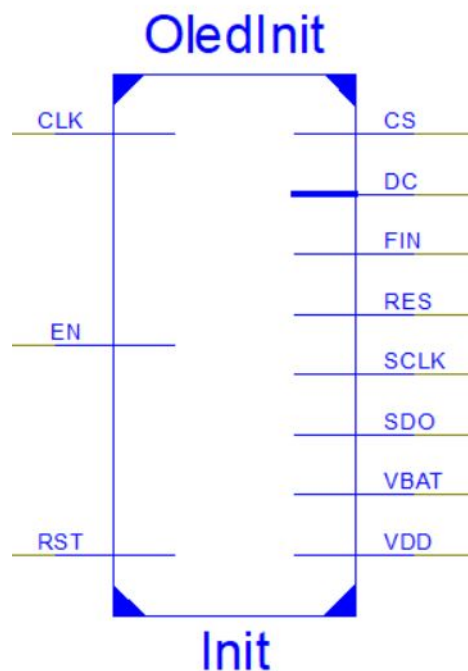 OledInit
CLK
CS
DC
FIN
RES
EN
SCLK
SDO
VBAT
RST
VDD
Init